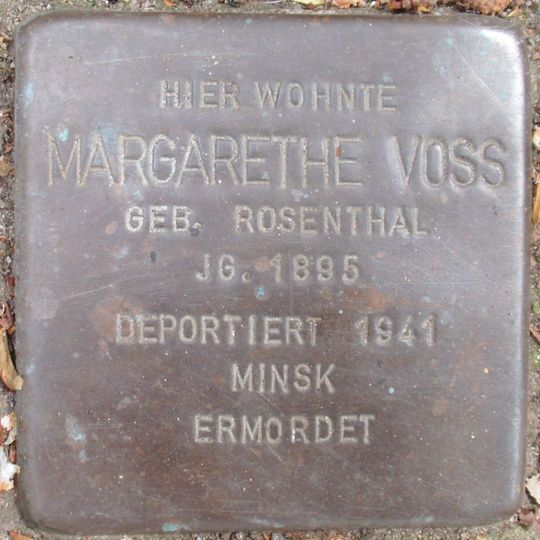 HIER WOHNTE
MARGARETHE VOSS
GEB. ROSENTHAL
JG. 1895
DEPORTIERT 1941
MINSK
ERMORDET